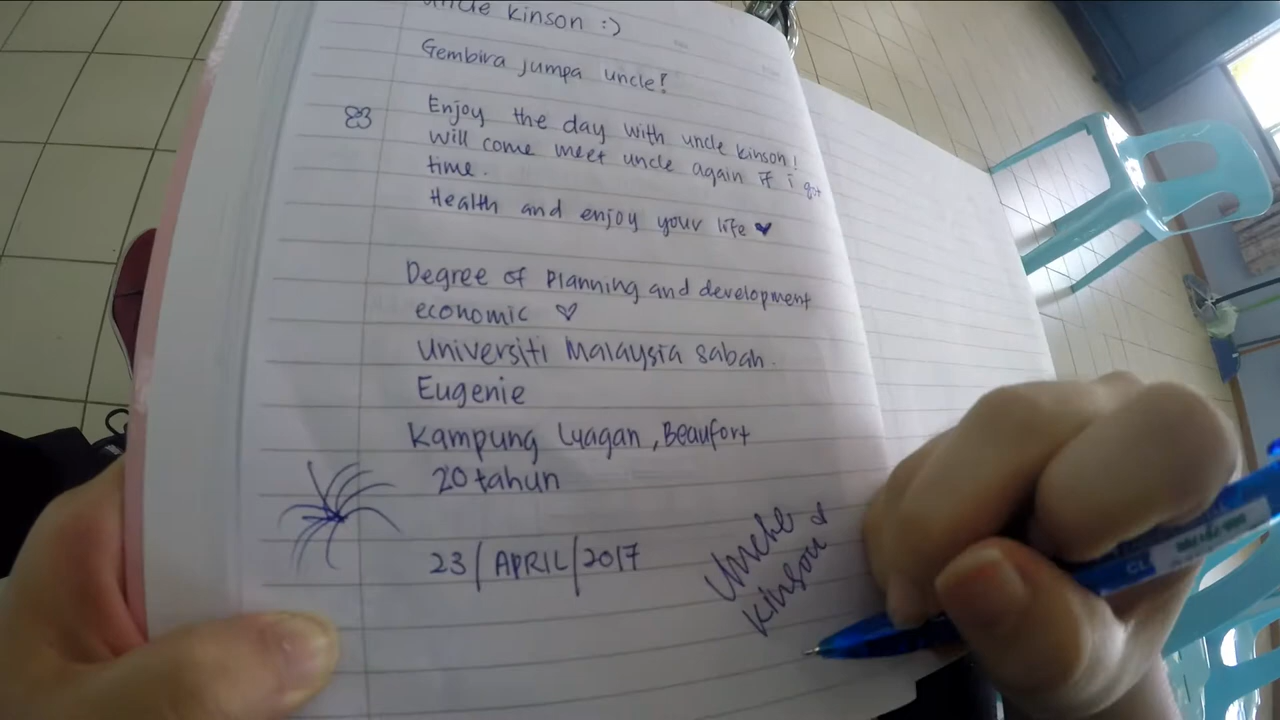 uncle kinson :)
Gembira jumpa uncle!
Enjoy the day with uncle kinson!
will come meet uncle again if i got
time.
Health and enjoy your life ♥
Degree of Planning and development
economic ♡
Universiti Malaysia Sabah.
Eugenie
Kampung Lyagan, Beaufort
20 tahun
23/APRIL/2017
Uncle &
kinson